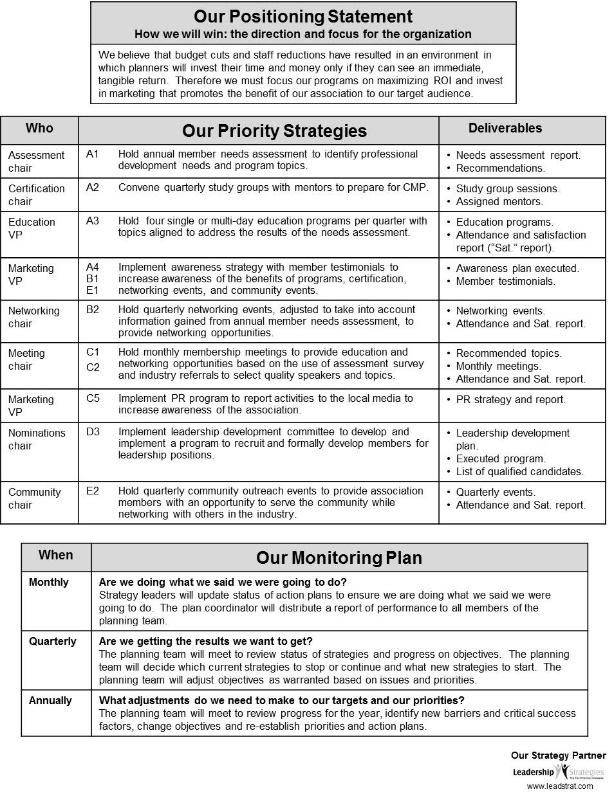 Our Positioning Statement
How we will win: the direction and focus for the organization
We believe that budget cuts and staff reductions have resulted in an environment in
which planners will invest their time and money only if they can see an immediate,
tangible return. Therefore we must focus our programs on maximizing ROI and invest
in marketing that promotes the benefit of our association to our target audience.
Who
Our Priority Strategies
Deliverables
Assessment
chair
A1
Hold annual member needs assessment to identify professional
development needs and program topics.
• Needs assessment report.
• Recommendations.
Certification
chair
A2
Convene quarterly study groups with mentors to prepare for CMP.
• Study group sessions.
• Assigned mentors.
Education
VP
A3
Hold four single or multi-day education programs per quarter with
topics aligned to address the results of the needs assessment.
• Education programs.
• Attendance and satisfaction
report ("Sat." report).
Marketing
VP
A4
B1
E1
Implement awareness strategy with member testimonials to
increase awareness of the benefits of programs, certification,
networking events, and community events.
• Awareness plan executed.
• Member testimonials.
Networking
chair
B2
Hold quarterly networking events, adjusted to take into account
information gained from annual member needs assessment, to
provide networking opportunities.
• Networking events.
• Attendance and Sat. report.
Meeting
chair
C1
C2
Hold monthly membership meetings to provide education and
networking opportunities based on the use of assessment survey
and industry referrals to select quality speakers and topics.
• Recommended topics.
• Monthly meetings.
• Attendance and Sat. report.
Marketing
VP
C5
Implement PR program to report activities to the local media to
increase awareness of the association.
• PR strategy and report.
Nominations
chair
D3
Implement leadership development committee to develop and
implement a program to recruit and formally develop members for
leadership positions.
• Leadership development
plan.
• Executed program.
• List of qualified candidates.
Community
chair
E2
Hold quarterly community outreach events to provide association
members with an opportunity to serve the community while
networking with others in the industry.
• Quarterly events.
• Attendance and Sat. report.
When
Our Monitoring Plan
Monthly
Are we doing what we said we were going to do?
Strategy leaders will update status of action plans to ensure we are doing what we said we were
going to do. The plan coordinator will distribute a report of performance to all members of the
planning team.
Quarterly
Are we getting the results we want to get?
The planning team will meet to review status of strategies and progress on objectives. The planning
team will decide which current strategies to stop or continue and what new strategies to start. The
planning team will adjust objectives as warranted based on issues and priorities.
Annually
What adjustments do we need to make to our targets and our priorities?
The planning team will meet to review progress for the year, identify new barriers and critical success
factors, change objectives and re-establish priorities and action plans.
Our Strategy Partner
Leadership Strategies
www.leadstrat.com